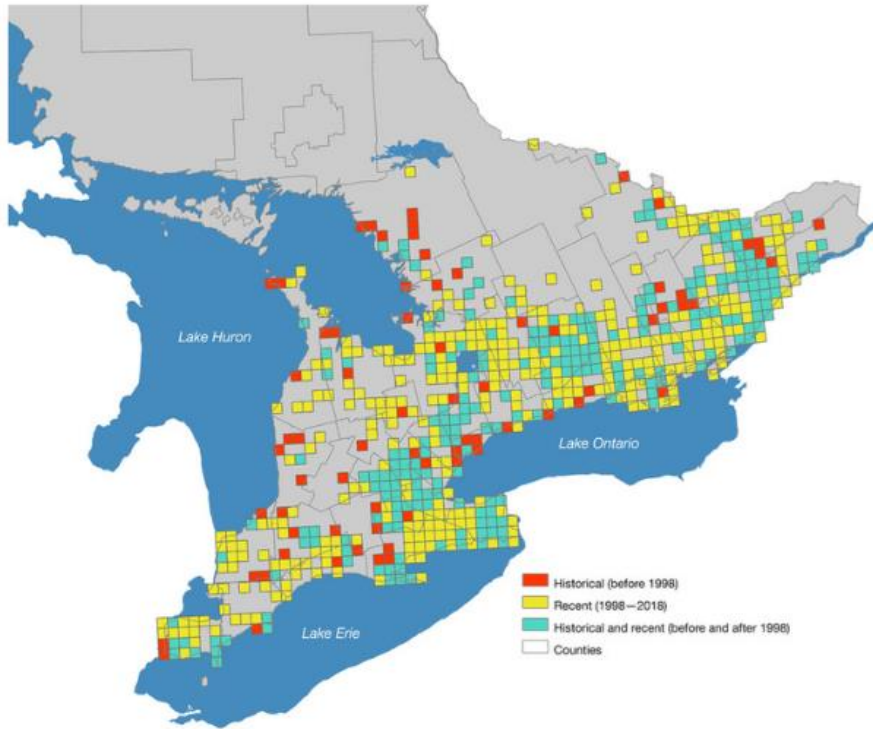 Lake Huron
Lake Ontario
Lake Erie
Historical (before 1998)
Recent (1998—2018)
Historical and recent (before and after 1998)
Counties